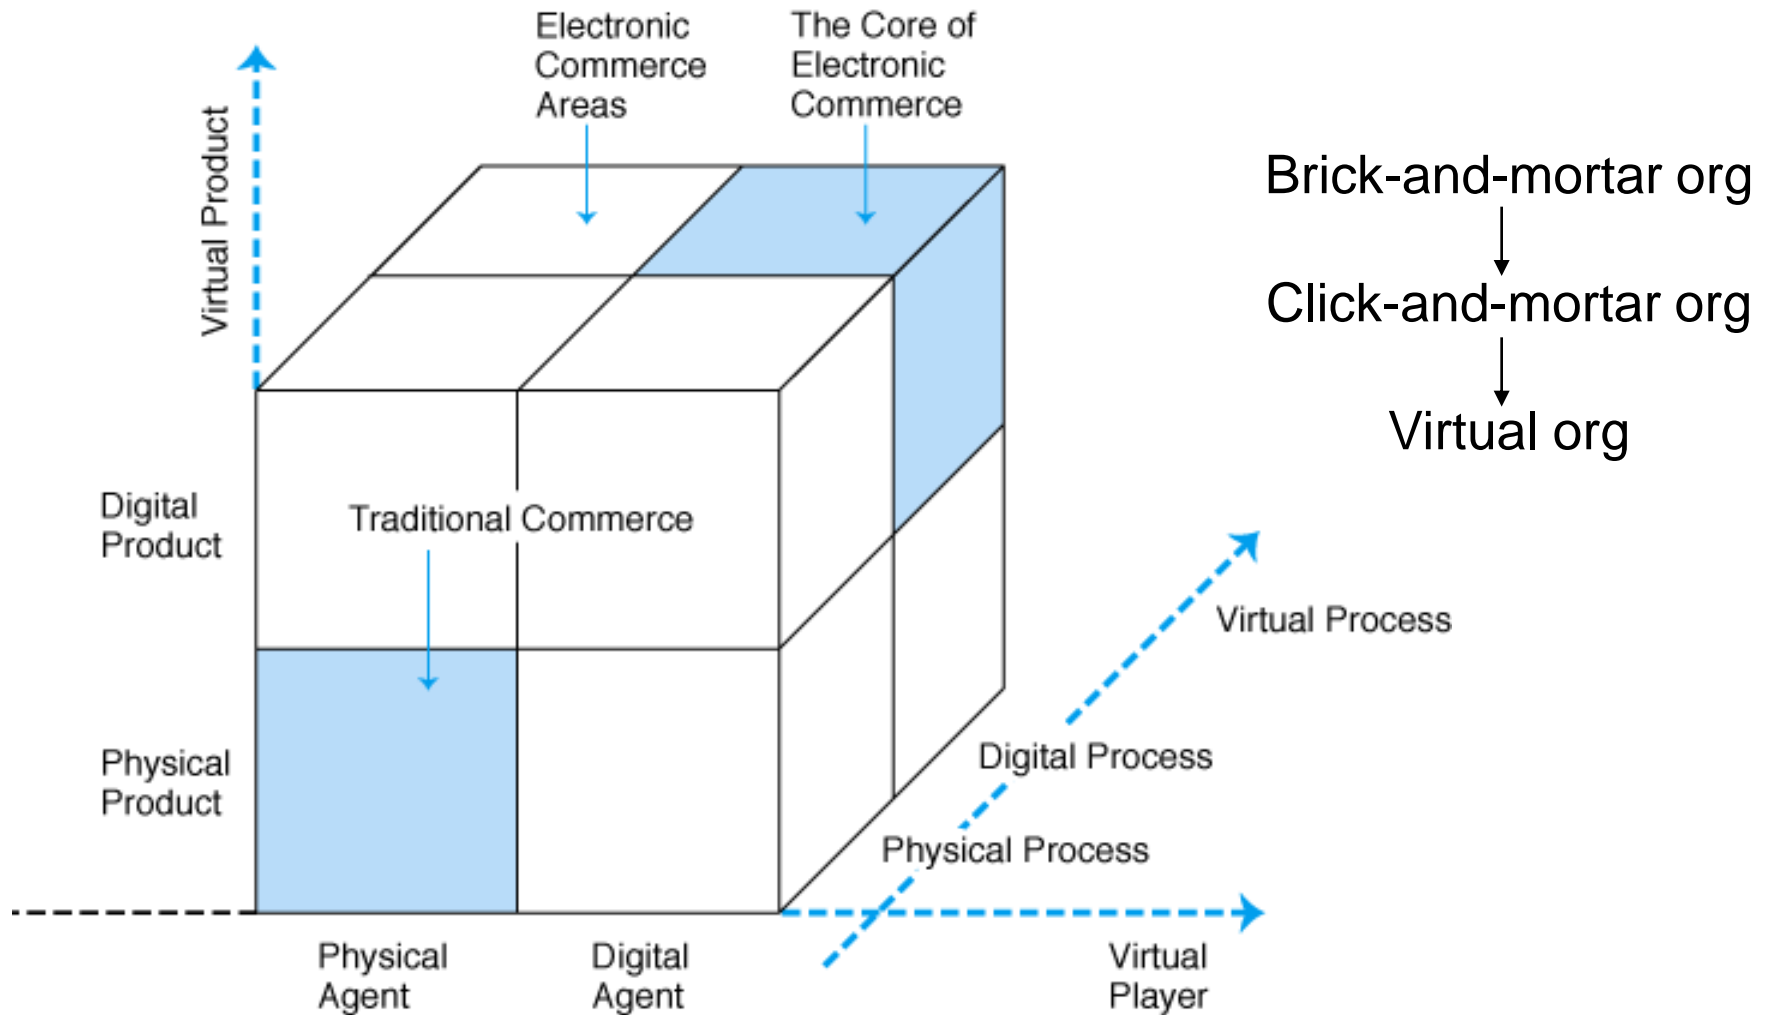 Electronic
Commerce
Areas
The Core of
Electronic
Commerce
Virtual Product
Brick-and-mortar org
Click-and-mortar org
Virtual org
Digital
Product
Traditional Commerce
Virtual Process
Physical
Product
Digital Process
Physical Process
Physical
Agent
Digital
Agent
Virtual
Player